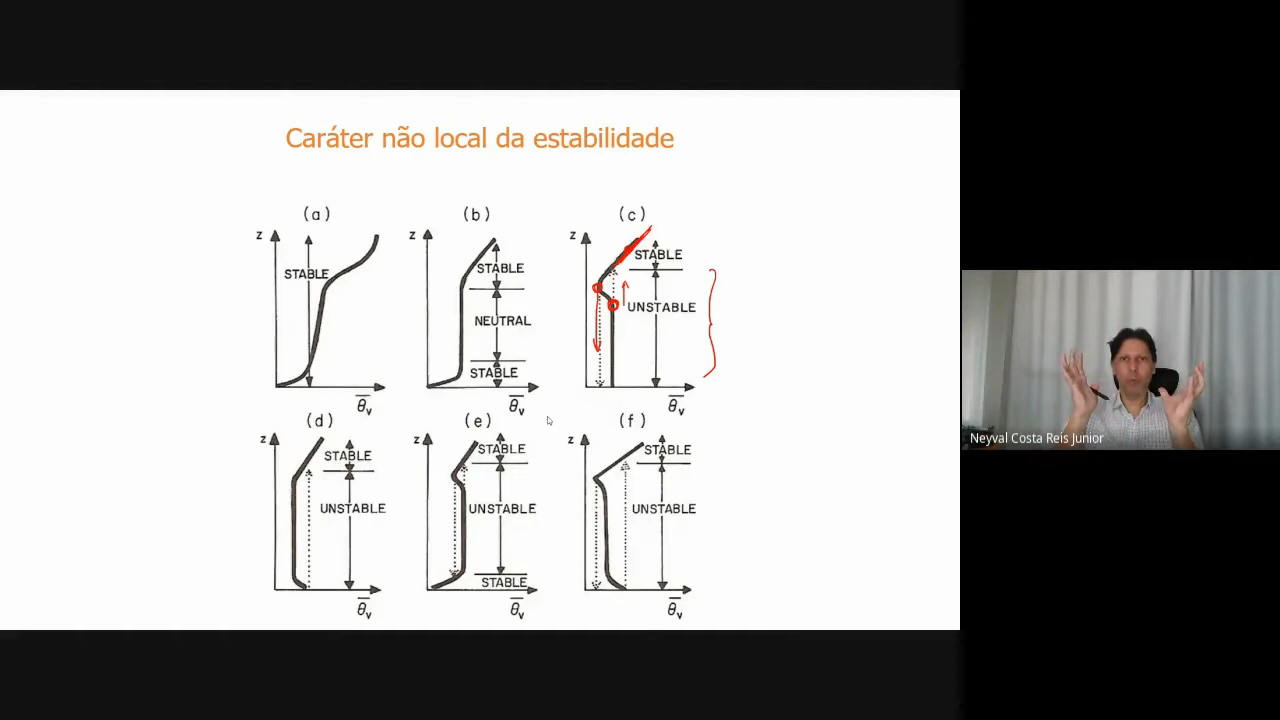 Caráter não local da estabilidade
(a)
(b)
(c)
z
STABLE
θv
z
STABLE
NEUTRAL
STABLE
θv
z
STABLE
UNSTABLE
θv
(d)
(e)
(f)
z
STABLE
UNSTABLE
θv
z
STABLE
UNSTABLE
STABLE
θv
z
STABLE
UNSTABLE
θv
Neyval Costa Reis Junior